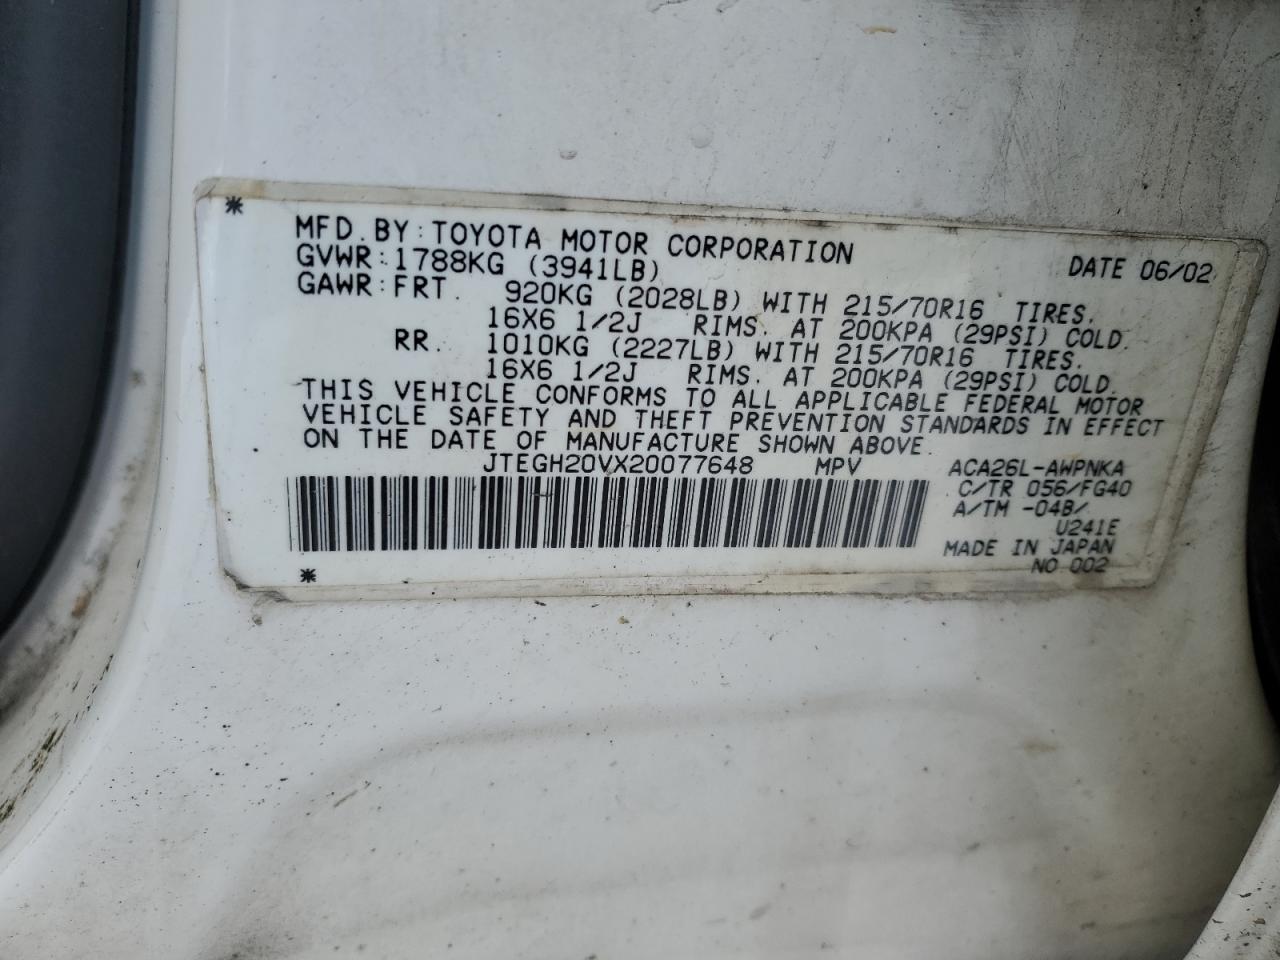 MFD. BY: TOYOTA MOTOR CORPORATION
GVWR: 1788KG (3941LB) DATE 06/02
GAWR: FRT. 920KG (2028LB) WITH 215/70R16 TIRES.
16X6 1/2J RIMS. AT 200KPA (29PSI) COLD.
RR. 1010KG (2227LB) WITH 215/70R16 TIRES.
16X6 1/2J RIMS. AT 200KPA (29PSI) COLD.
THIS VEHICLE CONFORMS TO ALL APPLICABLE FEDERAL MOTOR
VEHICLE SAFETY AND THEFT PREVENTION STANDARDS IN EFFECT
ON THE DATE OF MANUFACTURE SHOWN ABOVE.
JTEGH20VX20077648 MPV ACA26L-AWPNKA
C/TR 056/FG40
A/TM -04B/
U241E
MADE IN JAPAN
NO 002